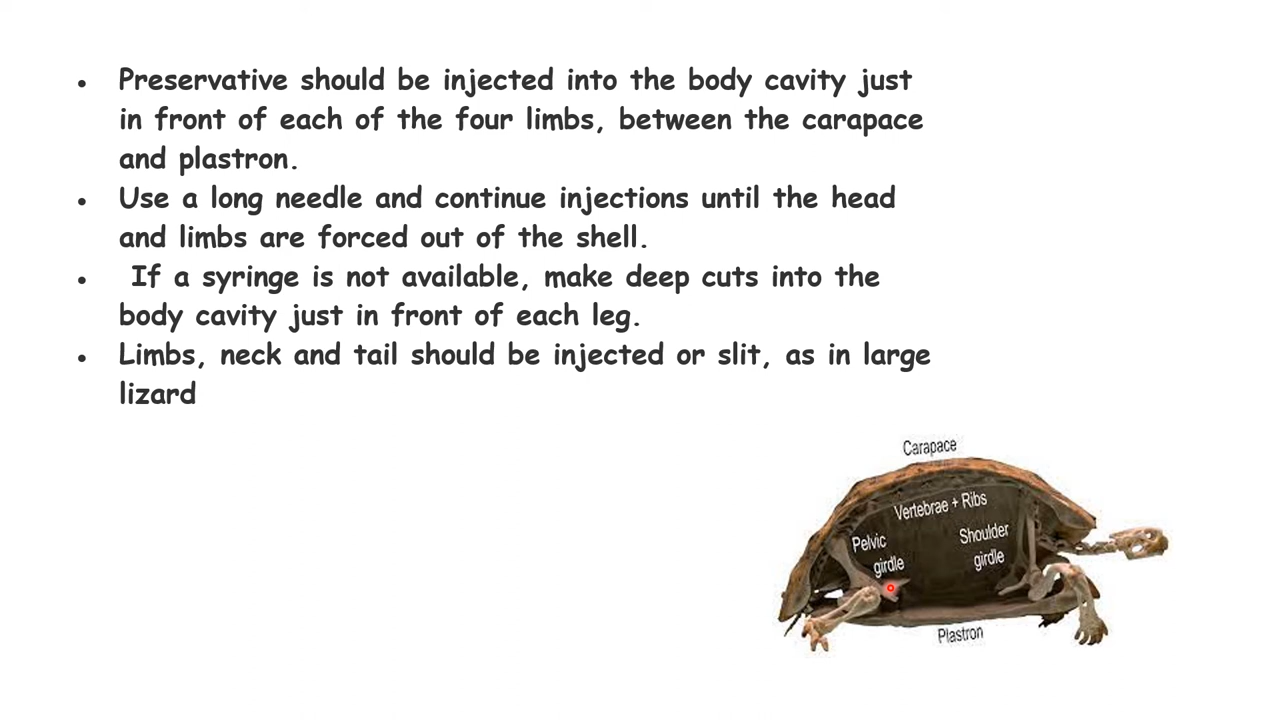 • Preservative should be injected into the body cavity just
in front of each of the four limbs, between the carapace
and plastron.
• Use a long needle and continue injections until the head
and limbs are forced out of the shell.
• If a syringe is not available, make deep cuts into the
body cavity just in front of each leg.
• Limbs, neck and tail should be injected or slit, as in large
lizard
Carapace
Vertebrae + Ribs
Pelvic
girdle
Shoulder
girdle
Plastron